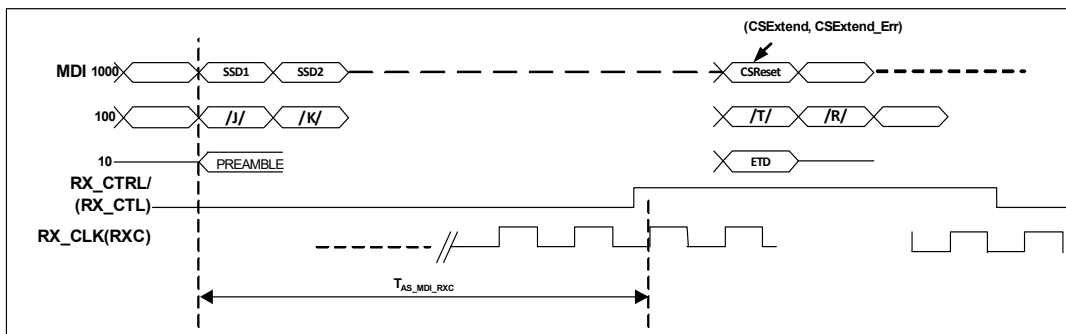 (CSExtend, CSExtend_Err)
MDI 1000 SSD1 SSD2 CSReset
100 /J/ /K/ /T/ /R/
10 PREAMBLE ETD
RX_CTRL/
(RX_CTL)
RX_CLK(RXC)
TAS_MDI_RXC